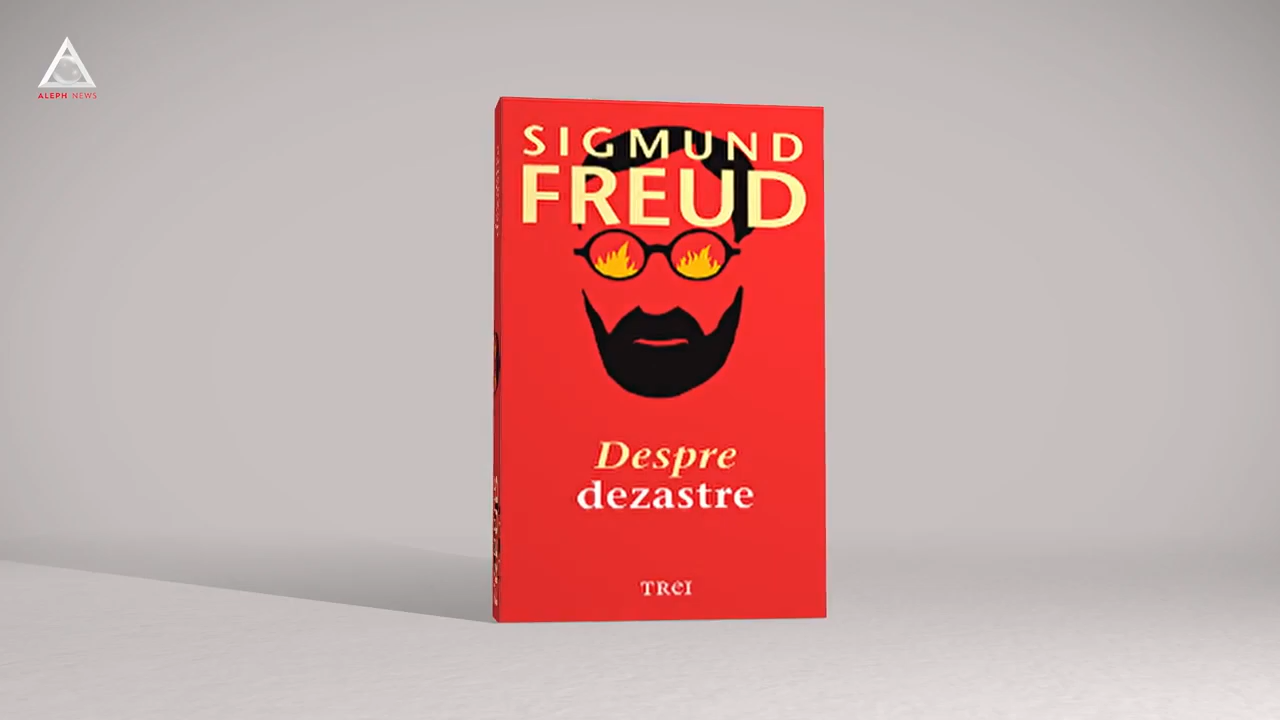 ALEPH NEWS
SIGMUND
FREUD
Despre
dezastre
TREI